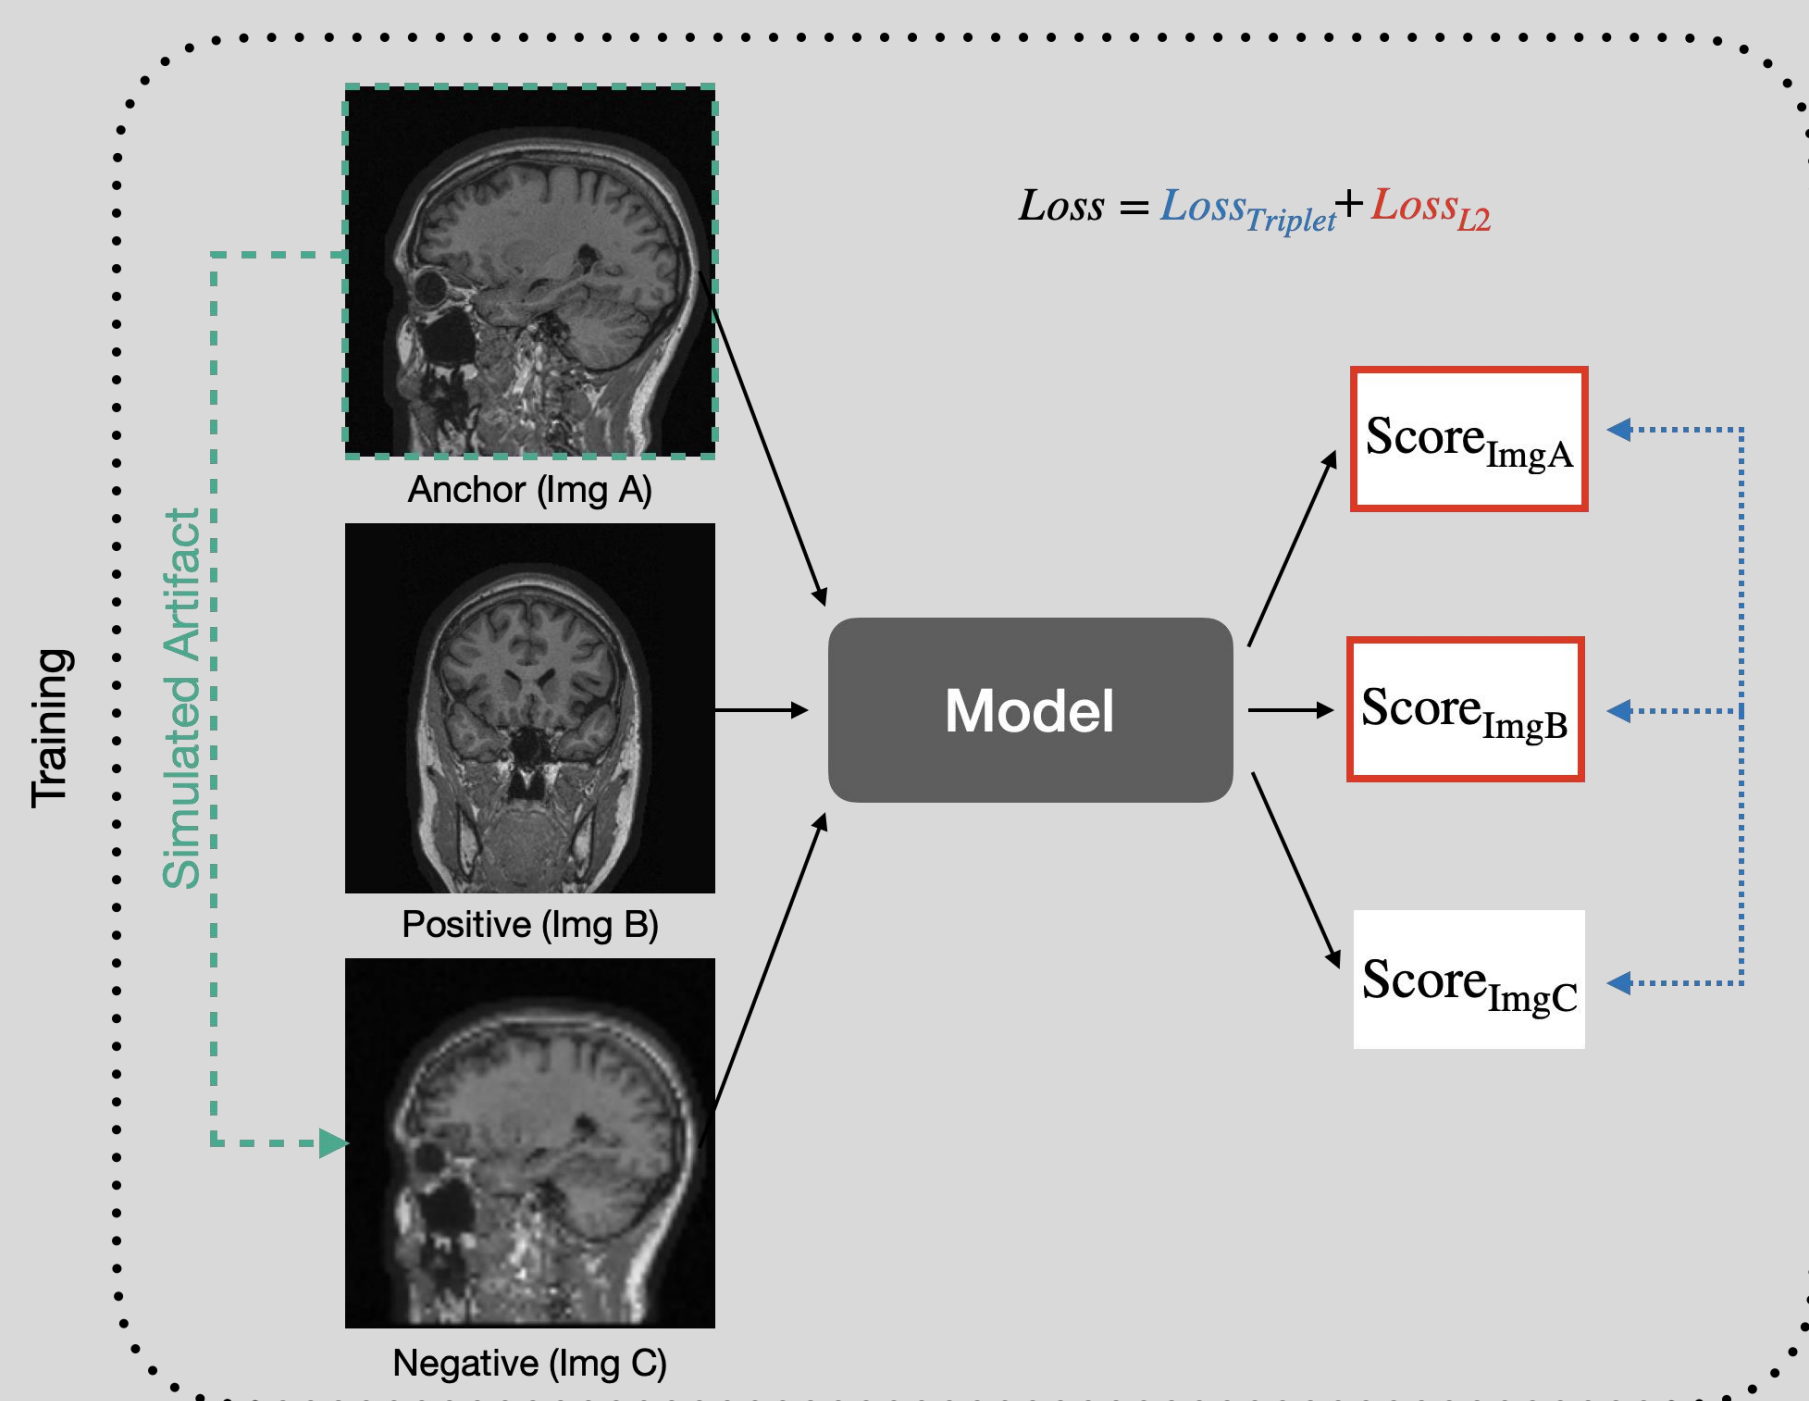 Training
Simulated Artifact
Anchor (Img A)
Positive (Img B)
Negative (Img C)
Model
Loss = Loss_Triplet + Loss_L2
Score_ImgA
Score_ImgB
Score_ImgC